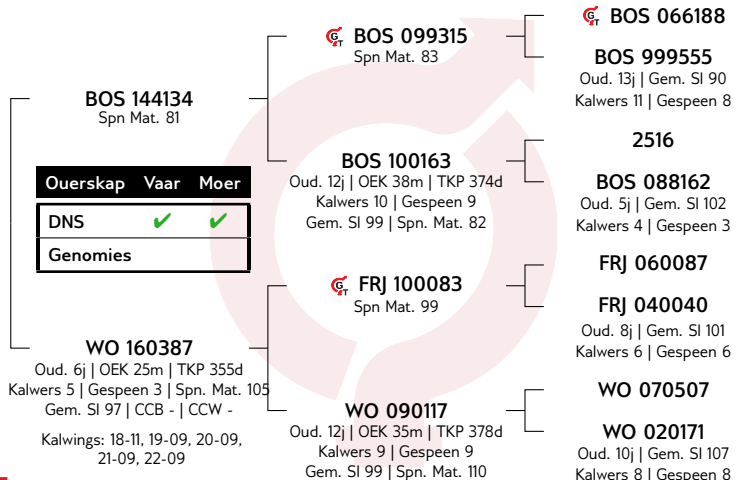 BOS 144134
Spn Mat. 81
Ouerskap Vaar Moer
DNS ✔ ✔
Genomies
WO 160387
Oud. 6j | OEK 25m | TKP 355d
Kalwers 5 | Gespeen 3 | Spn. Mat. 105
Gem. SI 97 | CCB - | CCW -
Kalwings: 18-11, 19-09, 20-09,
21-09, 22-09
GT BOS 099315
Spn Mat. 83
BOS 100163
Oud. 12j | OEK 38m | TKP 374d
Kalwers 10 | Gespeen 9
Gem. SI 99 | Spn. Mat. 82
GT FRJ 100083
Spn Mat. 99
WO 090117
Oud. 12j | OEK 35m | TKP 378d
Kalwers 9 | Gespeen 9
Gem. SI 99 | Spn. Mat. 110
GT BOS 066188
BOS 999555
Oud. 13j | Gem. SI 90
Kalwers 11 | Gespeen 8
2516
BOS 088162
Oud. 5j | Gem. SI 102
Kalwers 4 | Gespeen 3
FRJ 060087
FRJ 040040
Oud. 8j | Gem. SI 101
Kalwers 6 | Gespeen 6
WO 070507
WO 020171
Oud. 10j | Gem. SI 107
Kalwers 8 | Gespeen 8